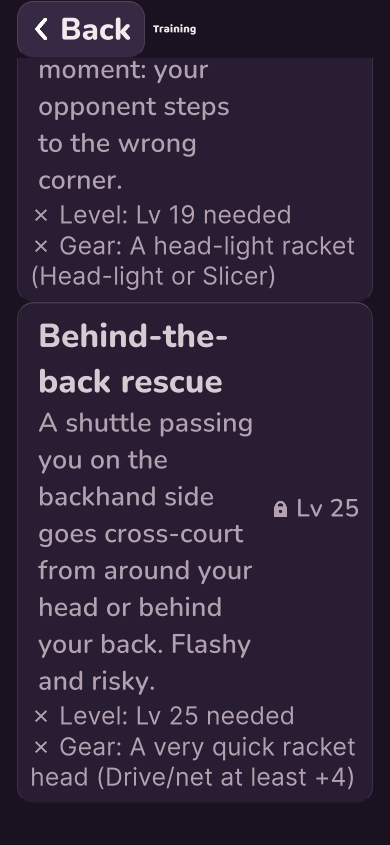 Back
Training
moment: your
opponent steps
to the wrong
corner.
× Level: Lv 19 needed
× Gear: A head-light racket
(Head-light or Slicer)
Behind-the-
back rescue
A shuttle passing
you on the
backhand side
goes cross-court
from around your
head or behind
your back. Flashy
and risky.
Lv 25
× Level: Lv 25 needed
× Gear: A very quick racket
head (Drive/net at least +4)